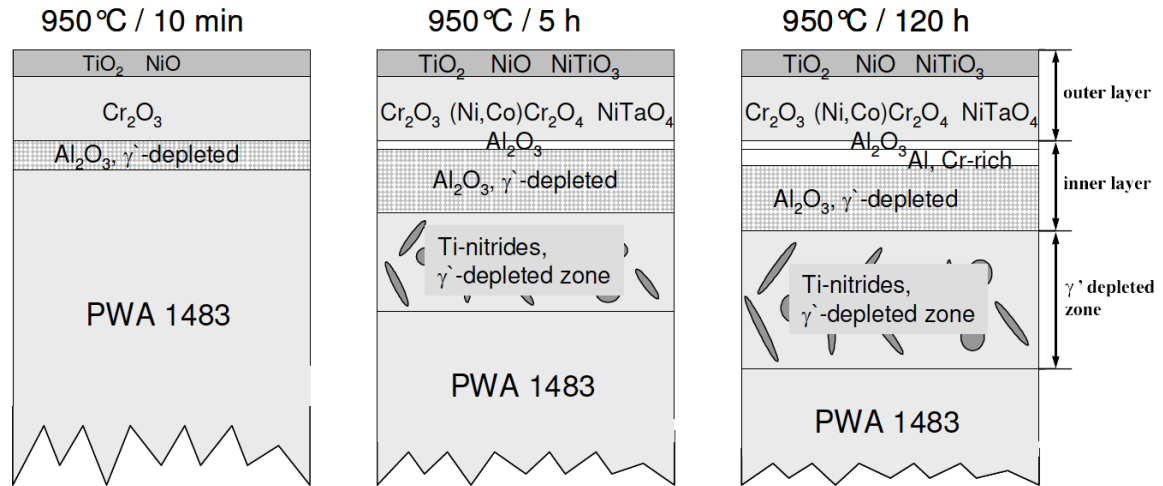 950°C / 10 min
TiO₂ NiO
Cr₂O₃
Al₂O₃, γ`-depleted
PWA 1483
950°C / 5 h
TiO₂ NiO NiTiO₃
Cr₂O₃ (Ni,Co)Cr₂O₄ NiTaO₄
Al₂O₃
Al₂O₃, γ`-depleted
Ti-nitrides,
γ`-depleted zone
PWA 1483
950°C / 120 h
TiO₂ NiO NiTiO₃
Cr₂O₃ (Ni,Co)Cr₂O₄ NiTaO₄
Al₂O₃
Al, Cr-rich
Al₂O₃, γ`-depleted
Ti-nitrides,
γ`-depleted zone
PWA 1483
outer layer
inner layer
γ` depleted
zone